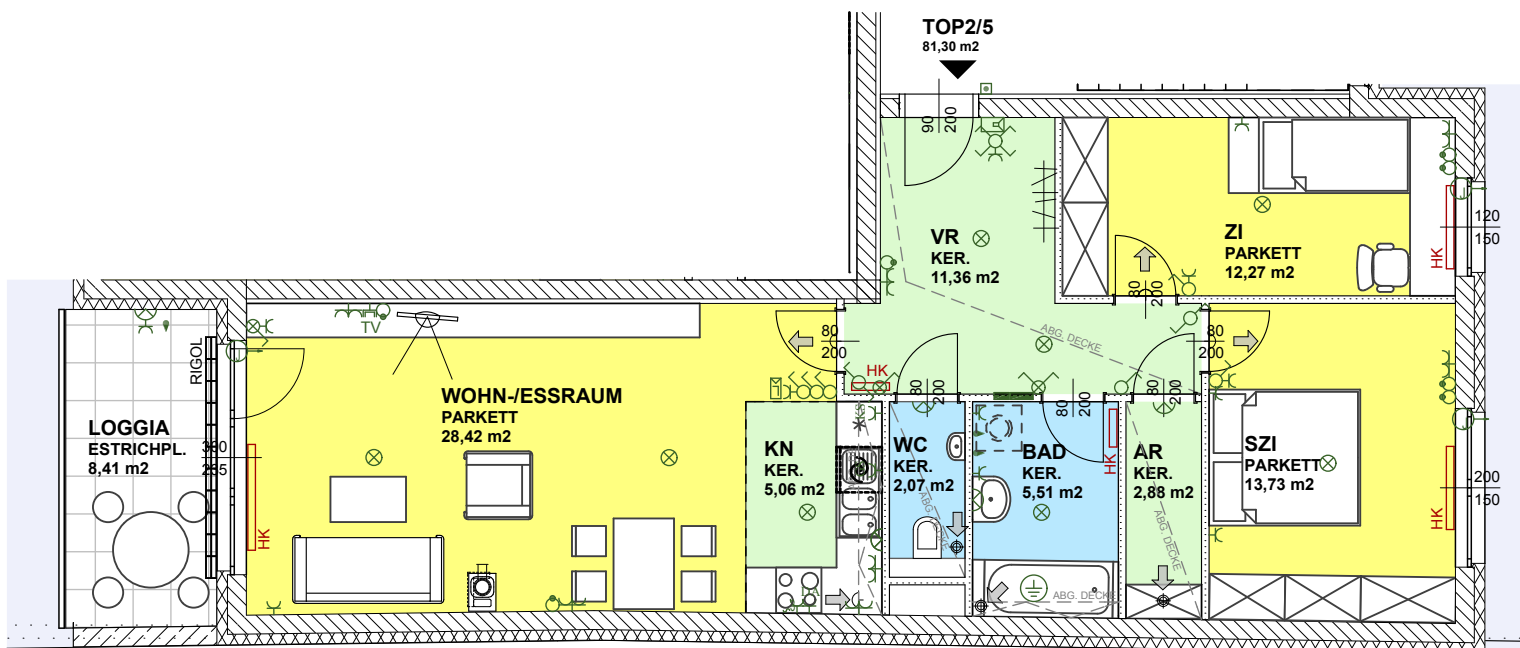 TOP2/5
81,30 m2
90
200
VR
KER.
11,36 m2
ZI
PARKETT
12,27 m2
HK
120
150
80
200
ABG. DECKE
80
200
80
200
TV
RIGOL
HK
80
200
80
200
80
200
WOHN-/ESSRAUM
PARKETT
28,42 m2
LOGGIA
ESTRICHPL.
8,41 m2
HK
KN
KER.
5,06 m2
WC
KER.
2,07 m2
ABG. DECKE
BAD
KER.
5,51 m2
HK
ABG. DECKE
AR
KER.
2,88 m2
ABG. DECKE
SZI
PARKETT
13,73 m2
HK
200
150